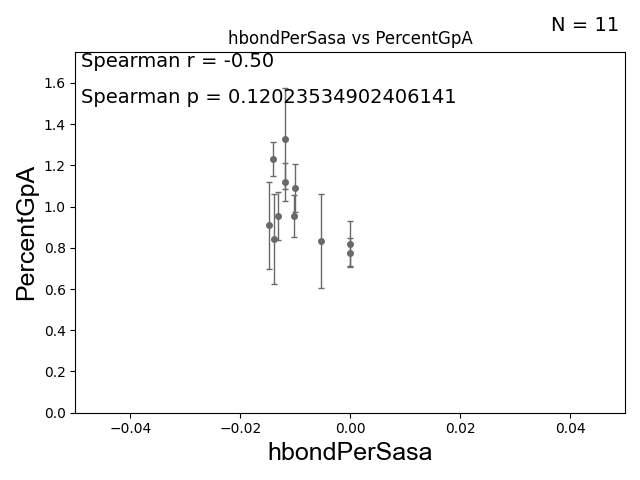 N = 11
hbondPerSasa vs PercentGpA
Spearman r = -0.50
Spearman p = 0.12023534902406141
PercentGpA
1.6
1.4
1.2
1.0
0.8
0.6
0.4
0.2
0.0
−0.04
−0.02
0.00
0.02
0.04
hbondPerSasa